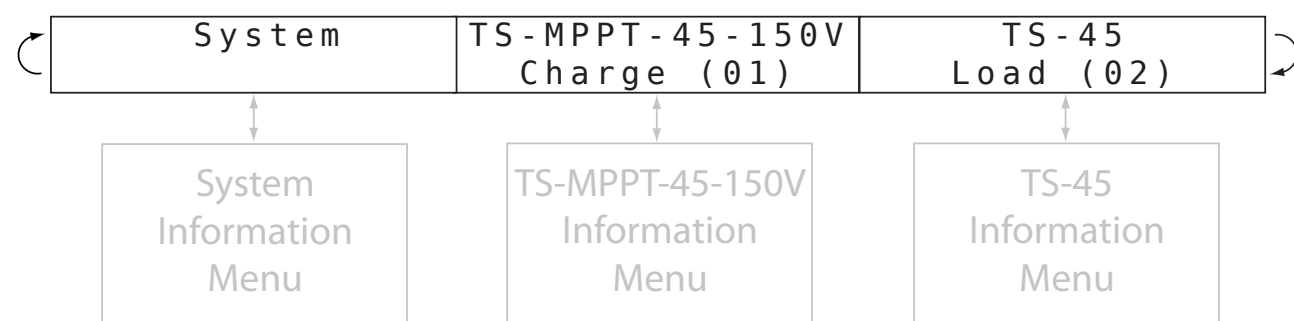 System
TS-MPPT-45-150V
Charge (01)
TS-45
Load (02)
System
Information
Menu
TS-MPPT-45-150V
Information
Menu
TS-45
Information
Menu